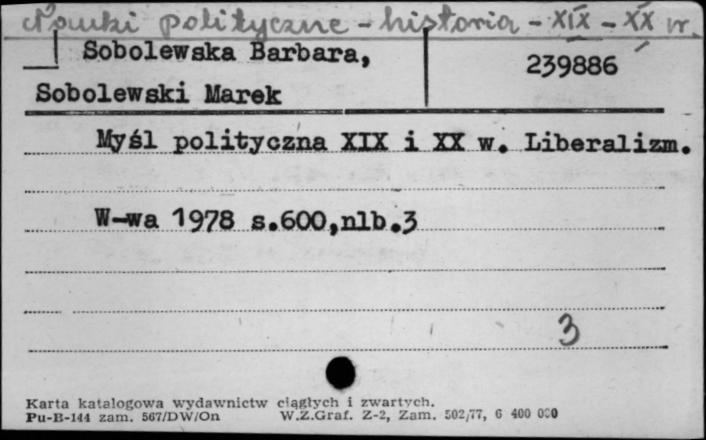 Nauki polityczne - historia - XIX - XX w.
Sobolewska Barbara,
239886
Sobolewski Marek
Myśl polityczna XIX i XX w. Liberalizm.
W-wa 1978 s.600,nlb.3
3
Karta katalogowa wydawnictw ciągłych i zwartych.
Pu-B-144 zam. 567/DW/On W.Z.Graf. Z-2, Zam. 502/77, 6 400 000